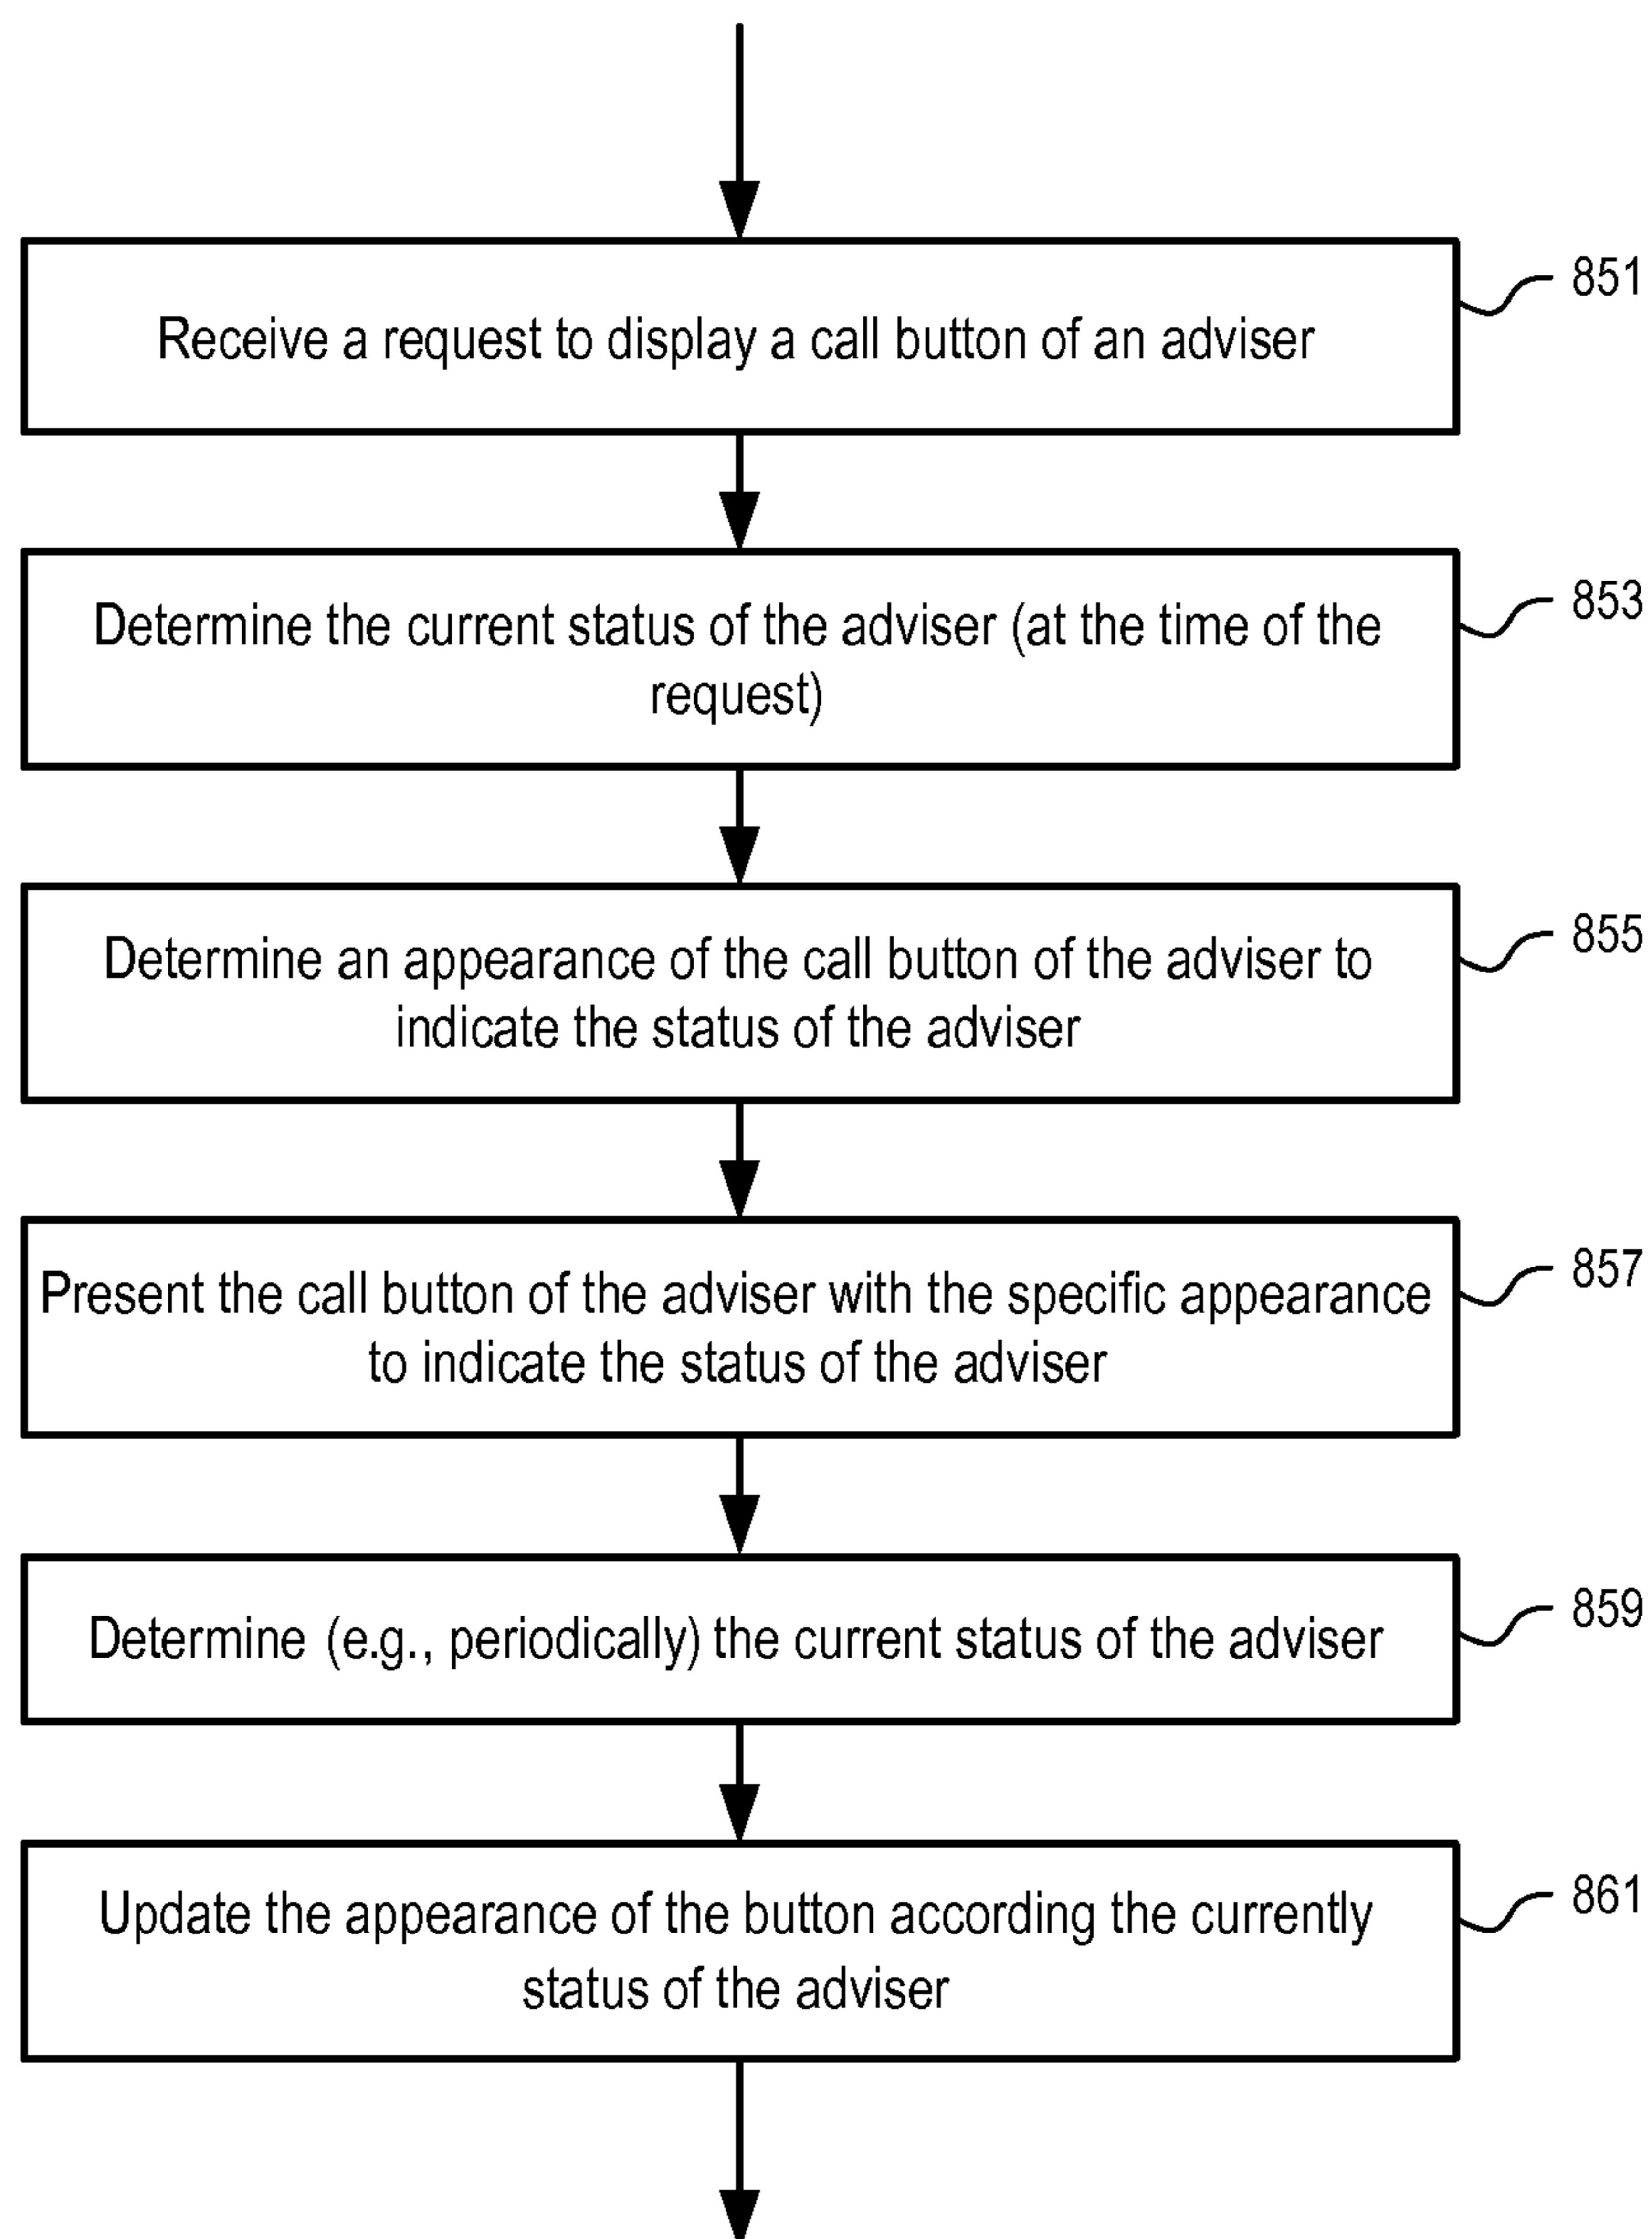 Receive a request to display a call button of an adviser
851
Determine the current status of the adviser (at the time of the
request)
853
Determine an appearance of the call button of the adviser to
indicate the status of the adviser
855
Present the call button of the adviser with the specific appearance
to indicate the status of the adviser
857
Determine (e.g., periodically) the current status of the adviser
859
Update the appearance of the button according the currently
status of the adviser
861